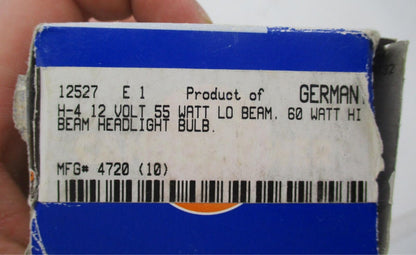 12527 E 1 Product of GERMAN
H-4 12 VOLT 55 WATT LO BEAM. 60 WATT HI
BEAM HEADLIGHT BULB.
MFG# 4720 (10)